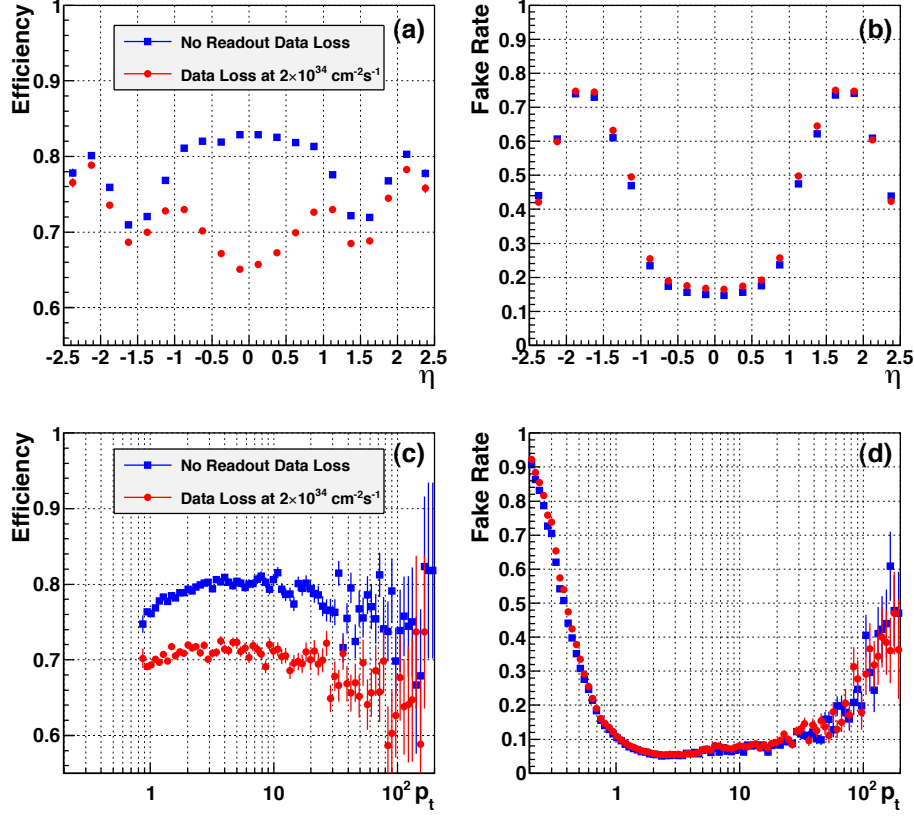 (a)
Efficiency
No Readout Data Loss
Data Loss at 2×10³⁴ cm⁻²s⁻¹
1
0.9
0.8
0.7
0.6
-2.5 -2 -1.5 -1 -0.5 0 0.5 1 1.5 2 2.5
η
(b)
Fake Rate
1
0.9
0.8
0.7
0.6
0.5
0.4
0.3
0.2
0.1
0
-2.5 -2 -1.5 -1 -0.5 0 0.5 1 1.5 2 2.5
η
(c)
Efficiency
No Readout Data Loss
Data Loss at 2×10³⁴ cm⁻²s⁻¹
1
0.9
0.8
0.7
0.6
1 10 10² pₜ
(d)
Fake Rate
1
0.9
0.8
0.7
0.6
0.5
0.4
0.3
0.2
0.1
0
1 10 10² pₜ